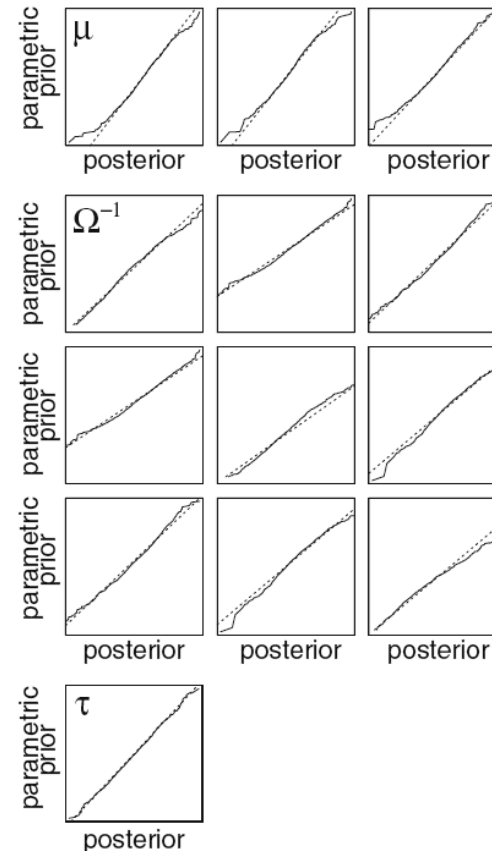 μ
parametric
prior
posterior
posterior
posterior
Ω⁻¹
parametric
prior
parametric
prior
parametric
prior
posterior
posterior
posterior
τ
parametric
prior
posterior